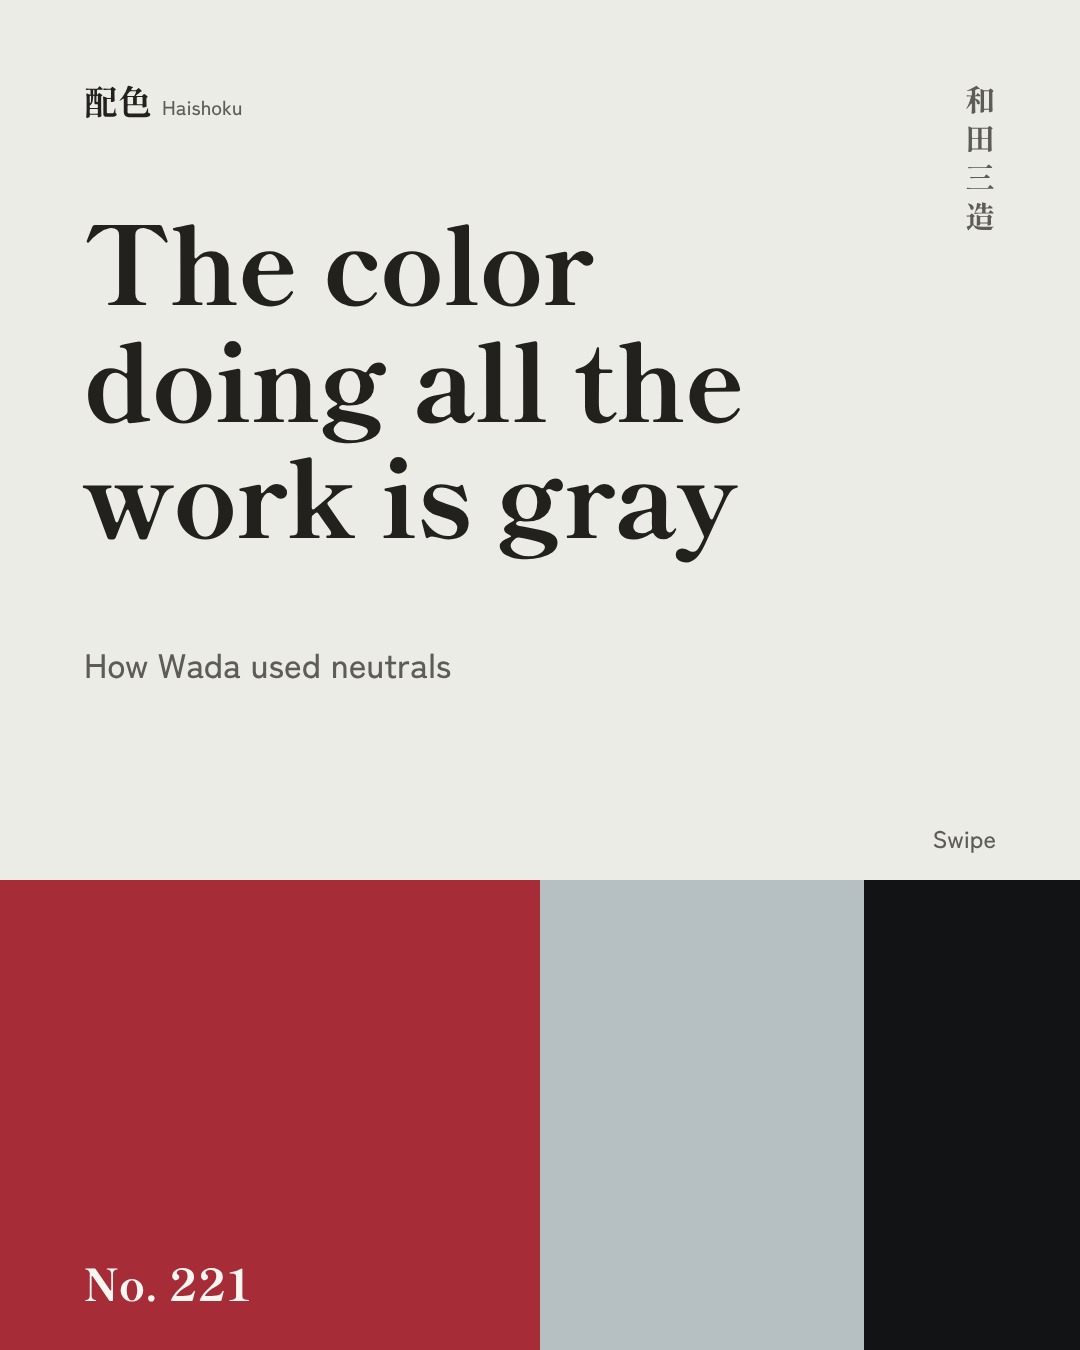 配色 Haishoku
和田三造
The color
doing all the
work is gray
How Wada used neutrals
Swipe
No. 221